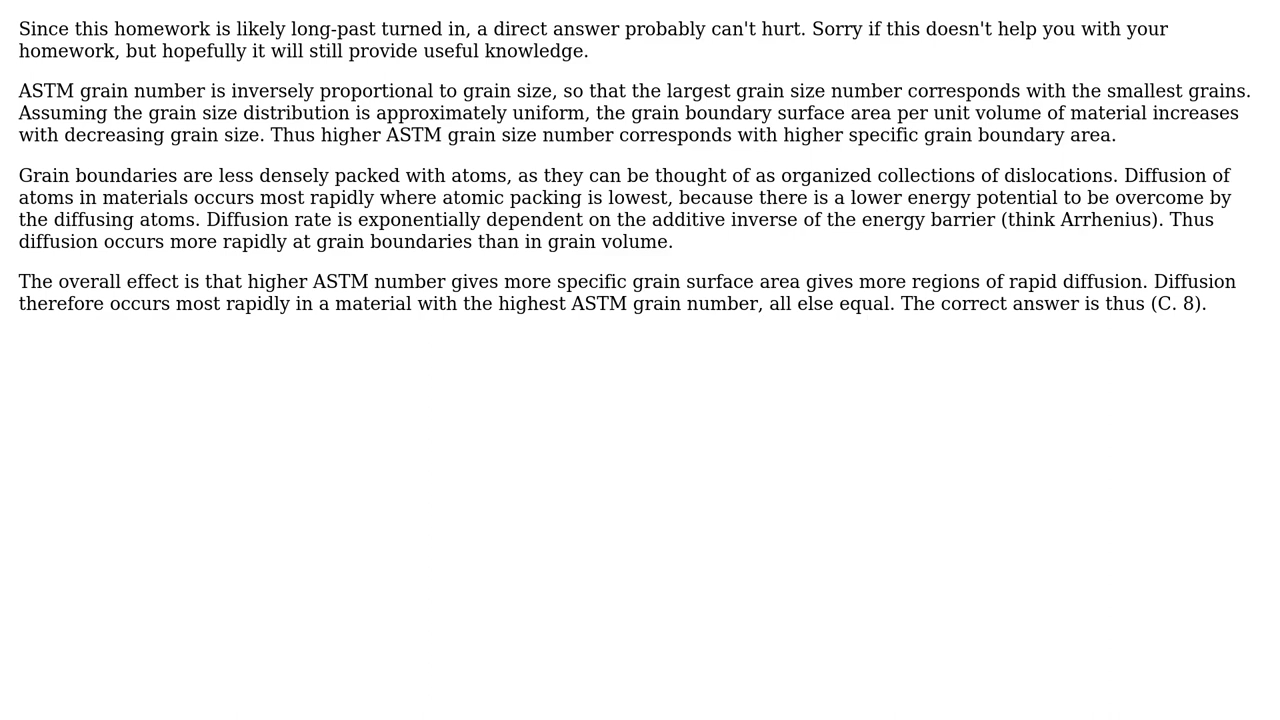 Since this homework is likely long-past turned in, a direct answer probably can't hurt. Sorry if this doesn't help you with your
homework, but hopefully it will still provide useful knowledge.
ASTM grain number is inversely proportional to grain size, so that the largest grain size number corresponds with the smallest grains.
Assuming the grain size distribution is approximately uniform, the grain boundary surface area per unit volume of material increases
with decreasing grain size. Thus higher ASTM grain size number corresponds with higher specific grain boundary area.
Grain boundaries are less densely packed with atoms, as they can be thought of as organized collections of dislocations. Diffusion of
atoms in materials occurs most rapidly where atomic packing is lowest, because there is a lower energy potential to be overcome by
the diffusing atoms. Diffusion rate is exponentially dependent on the additive inverse of the energy barrier (think Arrhenius). Thus
diffusion occurs more rapidly at grain boundaries than in grain volume.
The overall effect is that higher ASTM number gives more specific grain surface area gives more regions of rapid diffusion. Diffusion
therefore occurs most rapidly in a material with the highest ASTM grain number, all else equal. The correct answer is thus (C. 8).